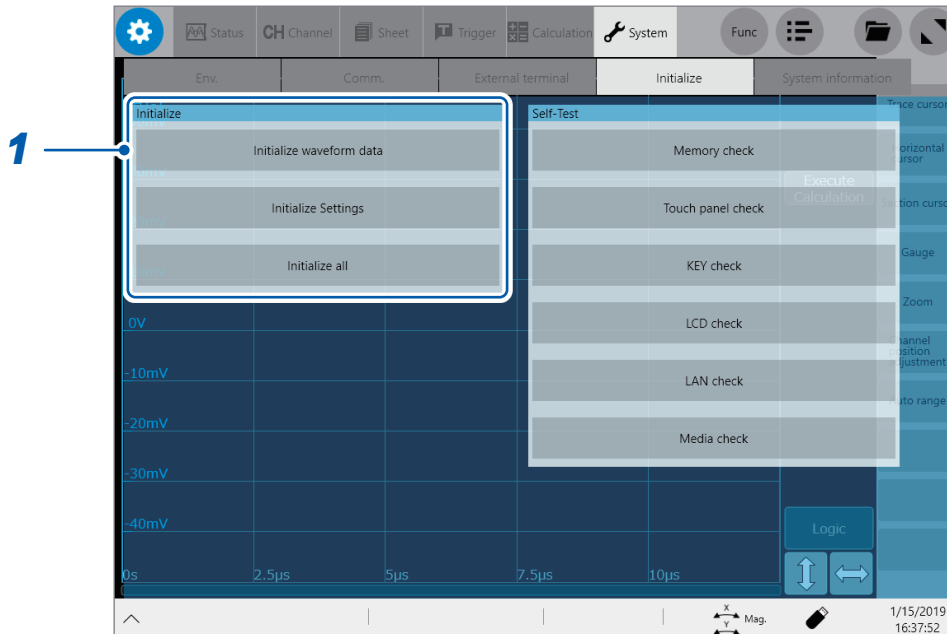 Status CH Channel Sheet T Trigger Calculation System Func
Env. Comm. External terminal Initialize System information
1
Initialize
Initialize waveform data
Initialize Settings
Initialize all
Self-Test
Memory check
Touch panel check
KEY check
LCD check
LAN check
Media check
Trace cursor
Horizontal
cursor
Execute
Calculation
Section cursor
Gauge
Zoom
Channel
position
adjustment
Auto range
0V
-10mV
-20mV
-30mV
-40mV
Logic
0s 2.5µs 5µs 7.5µs 10µs
X
Y
Mag.
1/15/2019
16:37:52